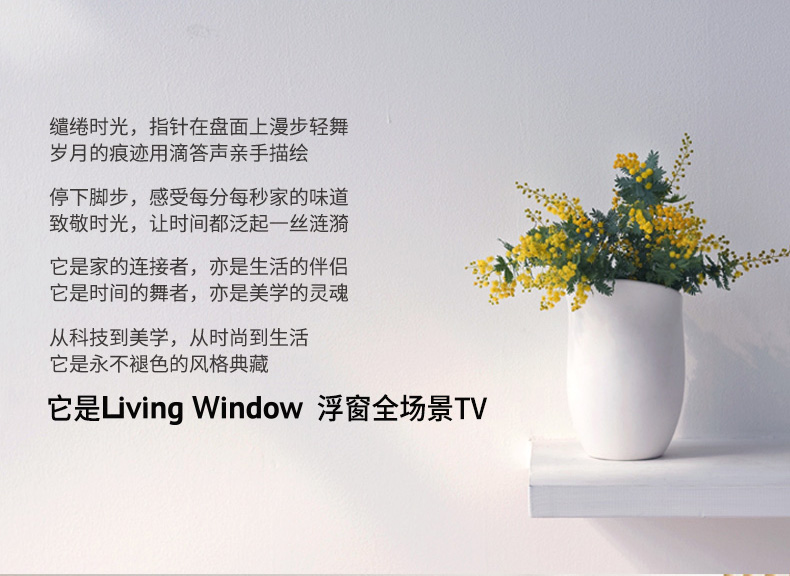 缱绻时光，指针在盘面上漫步轻舞
岁月的痕迹用滴答声亲手描绘
停下脚步，感受每分每秒家的味道
致敬时光，让时间都泛起一丝涟漪
它是家的连接者，亦是生活的伴侣
它是时间的舞者，亦是美学的灵魂
从科技到美学，从时尚到生活
它是永不褪色的风格典藏
它是Living Window 浮窗全场景TV